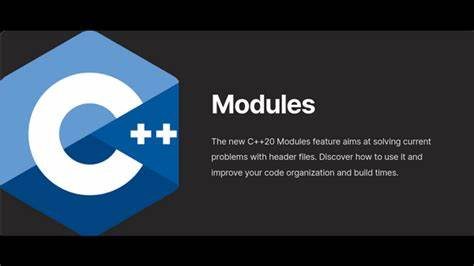 C++
Modules
The new C++20 Modules feature aims at solving current
problems with header files. Discover how to use it and
improve your code organization and build times.